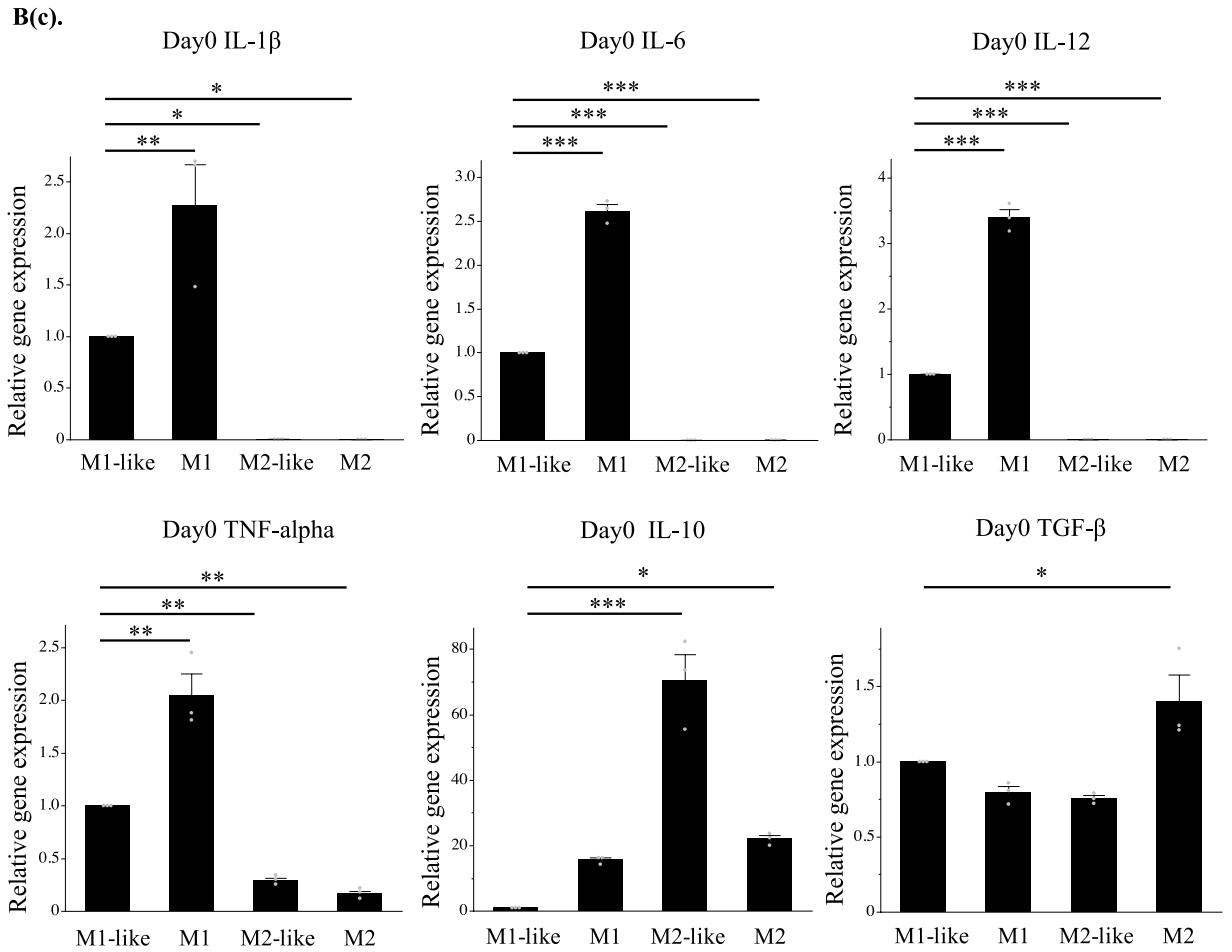 B(c).
Day0 IL-1β
*
*
**
Relative gene expression
2.5
2.0
1.5
1.0
0.5
0
M1-like M1 M2-like M2
Day0 IL-6
***
***
***
Relative gene expression
3.0
2.5
2.0
1.0
0.5
0
M1-like M1 M2-like M2
Day0 IL-12
***
***
***
Relative gene expression
4
3
2
1
0
M1-like M1 M2-like M2
Day0 TNF-alpha
**
**
**
Relative gene expression
2.5
2.0
1.5
1.0
0.5
0
M1-like M1 M2-like M2
Day0 IL-10
*
***
Relative gene expression
80
60
40
20
0
M1-like M1 M2-like M2
Day0 TGF-β
*
Relative gene expression
1.5
1.0
0.5
0
M1-like M1 M2-like M2